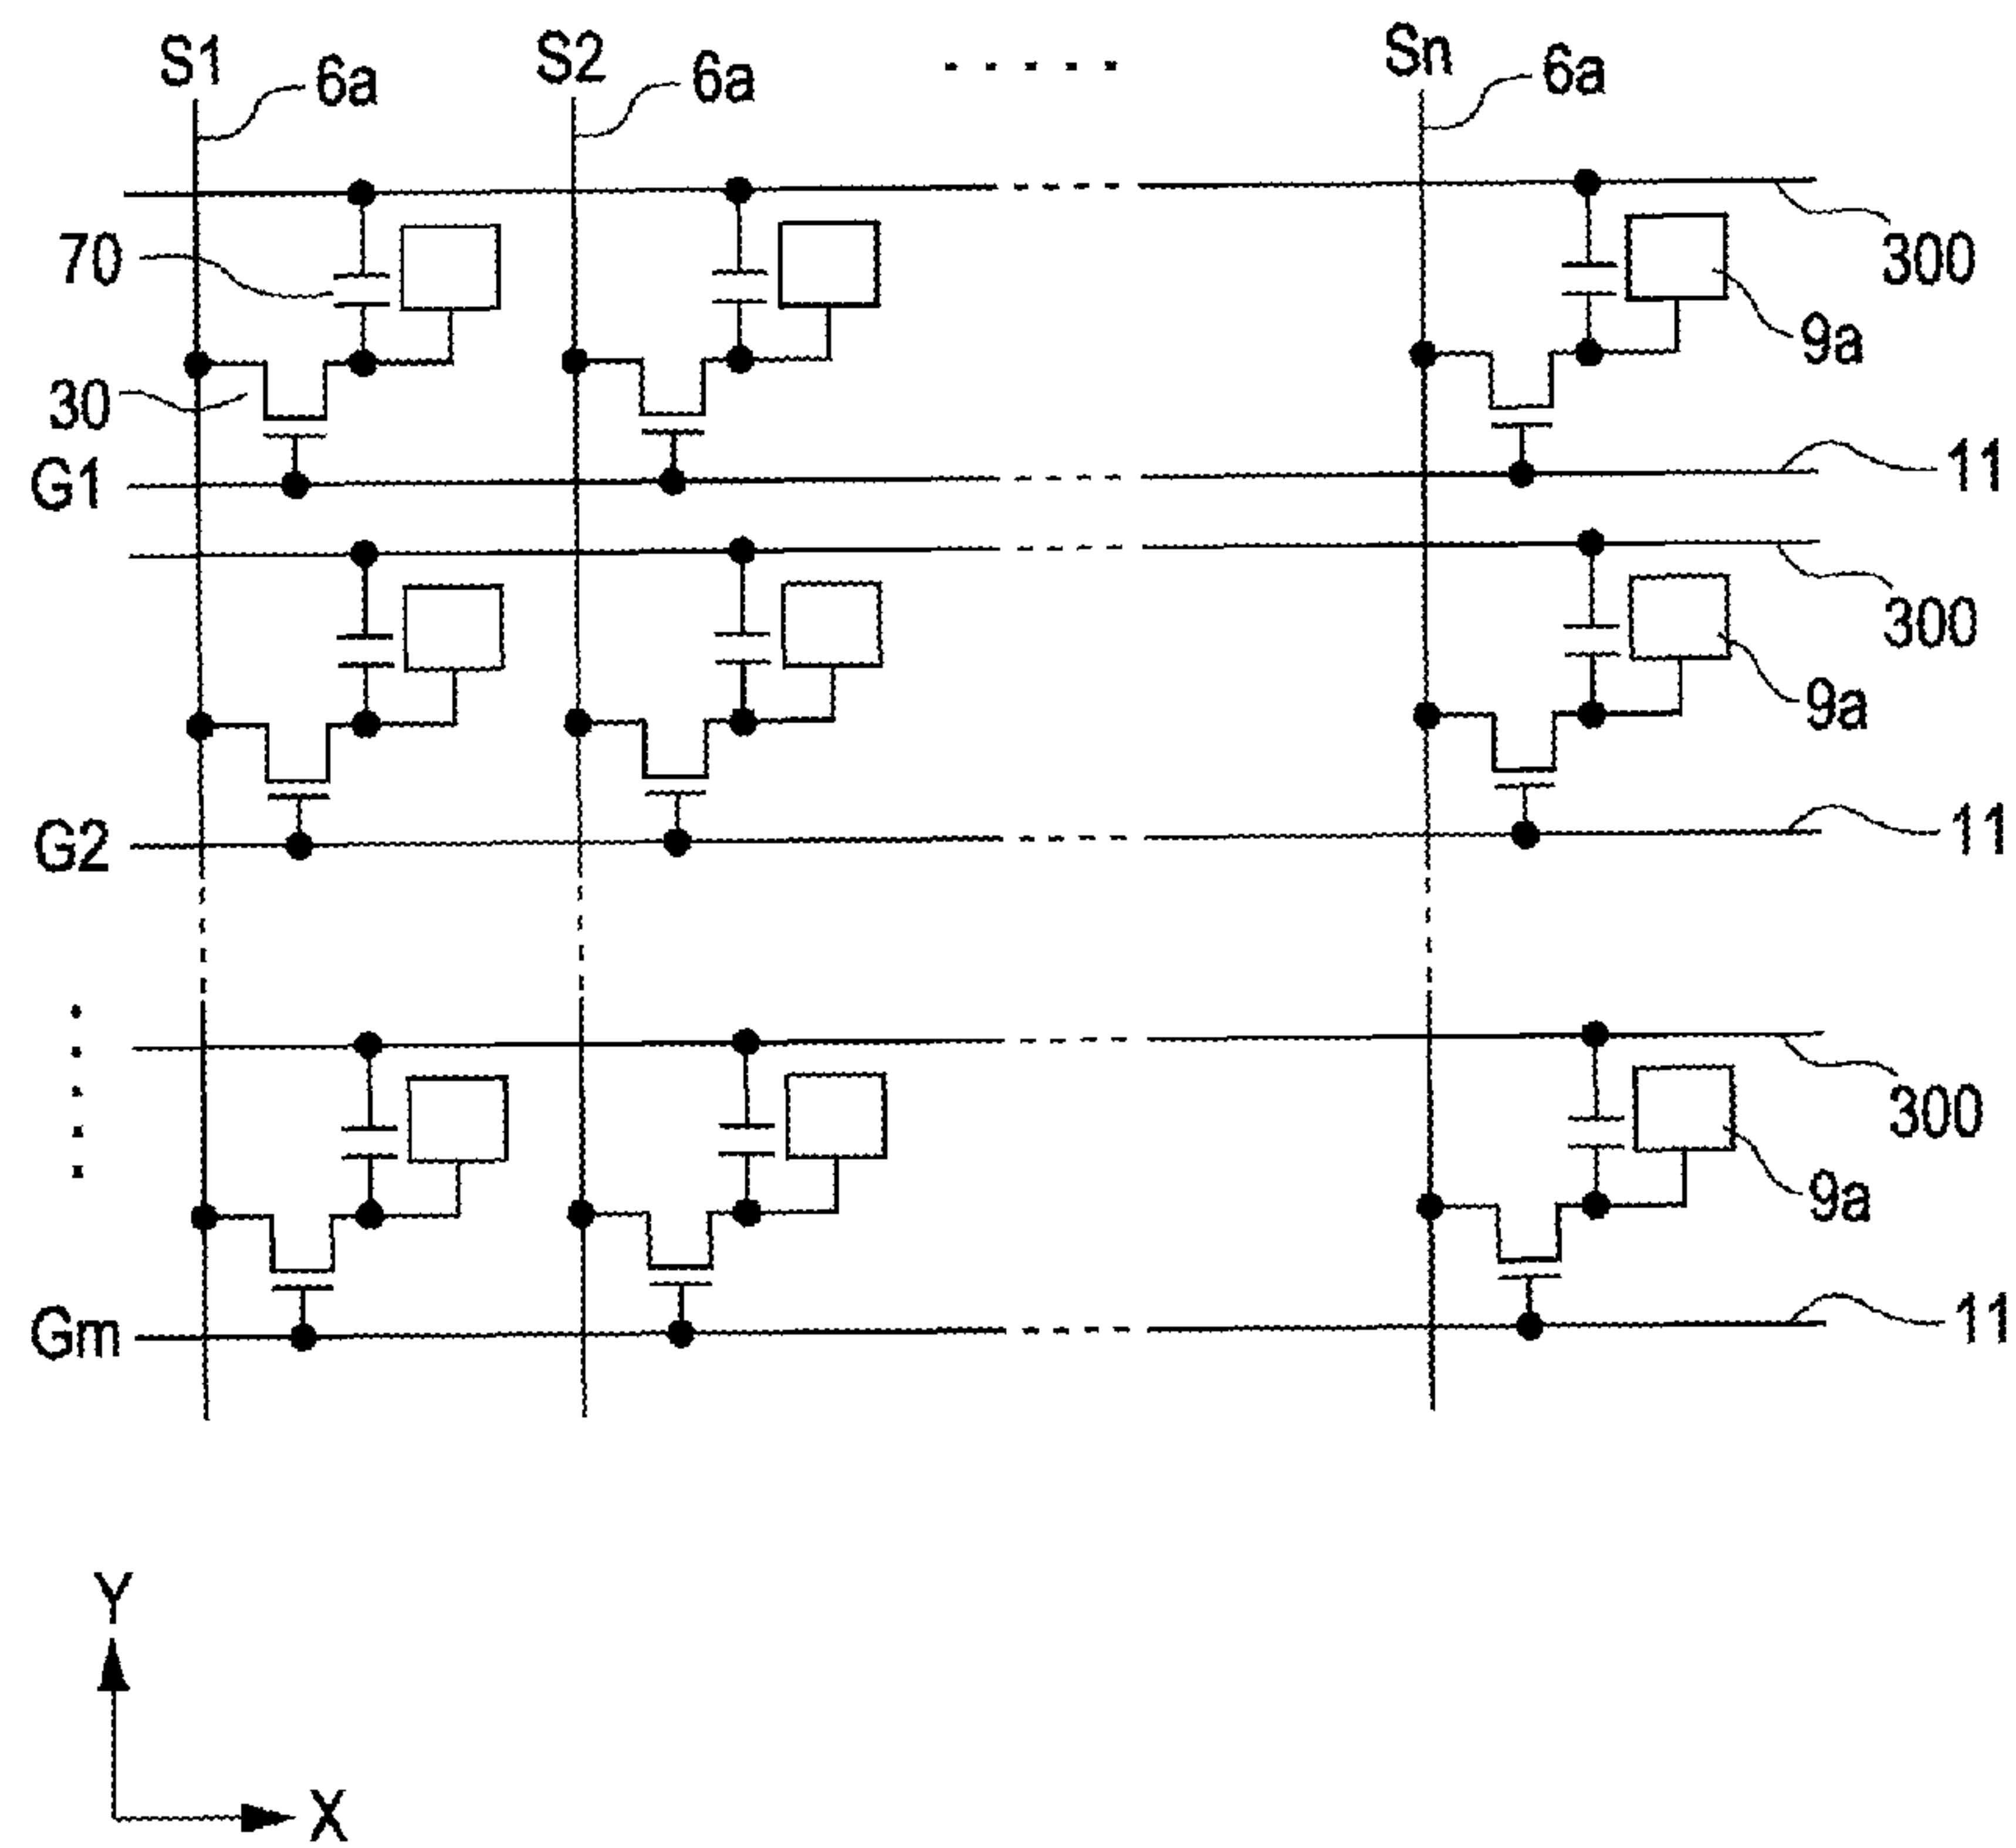 S1 6a S2 6a ..... Sn 6a
70 300
9a
30
G1 11
300
9a
G2 11
300
9a
Gm 11
Y
X